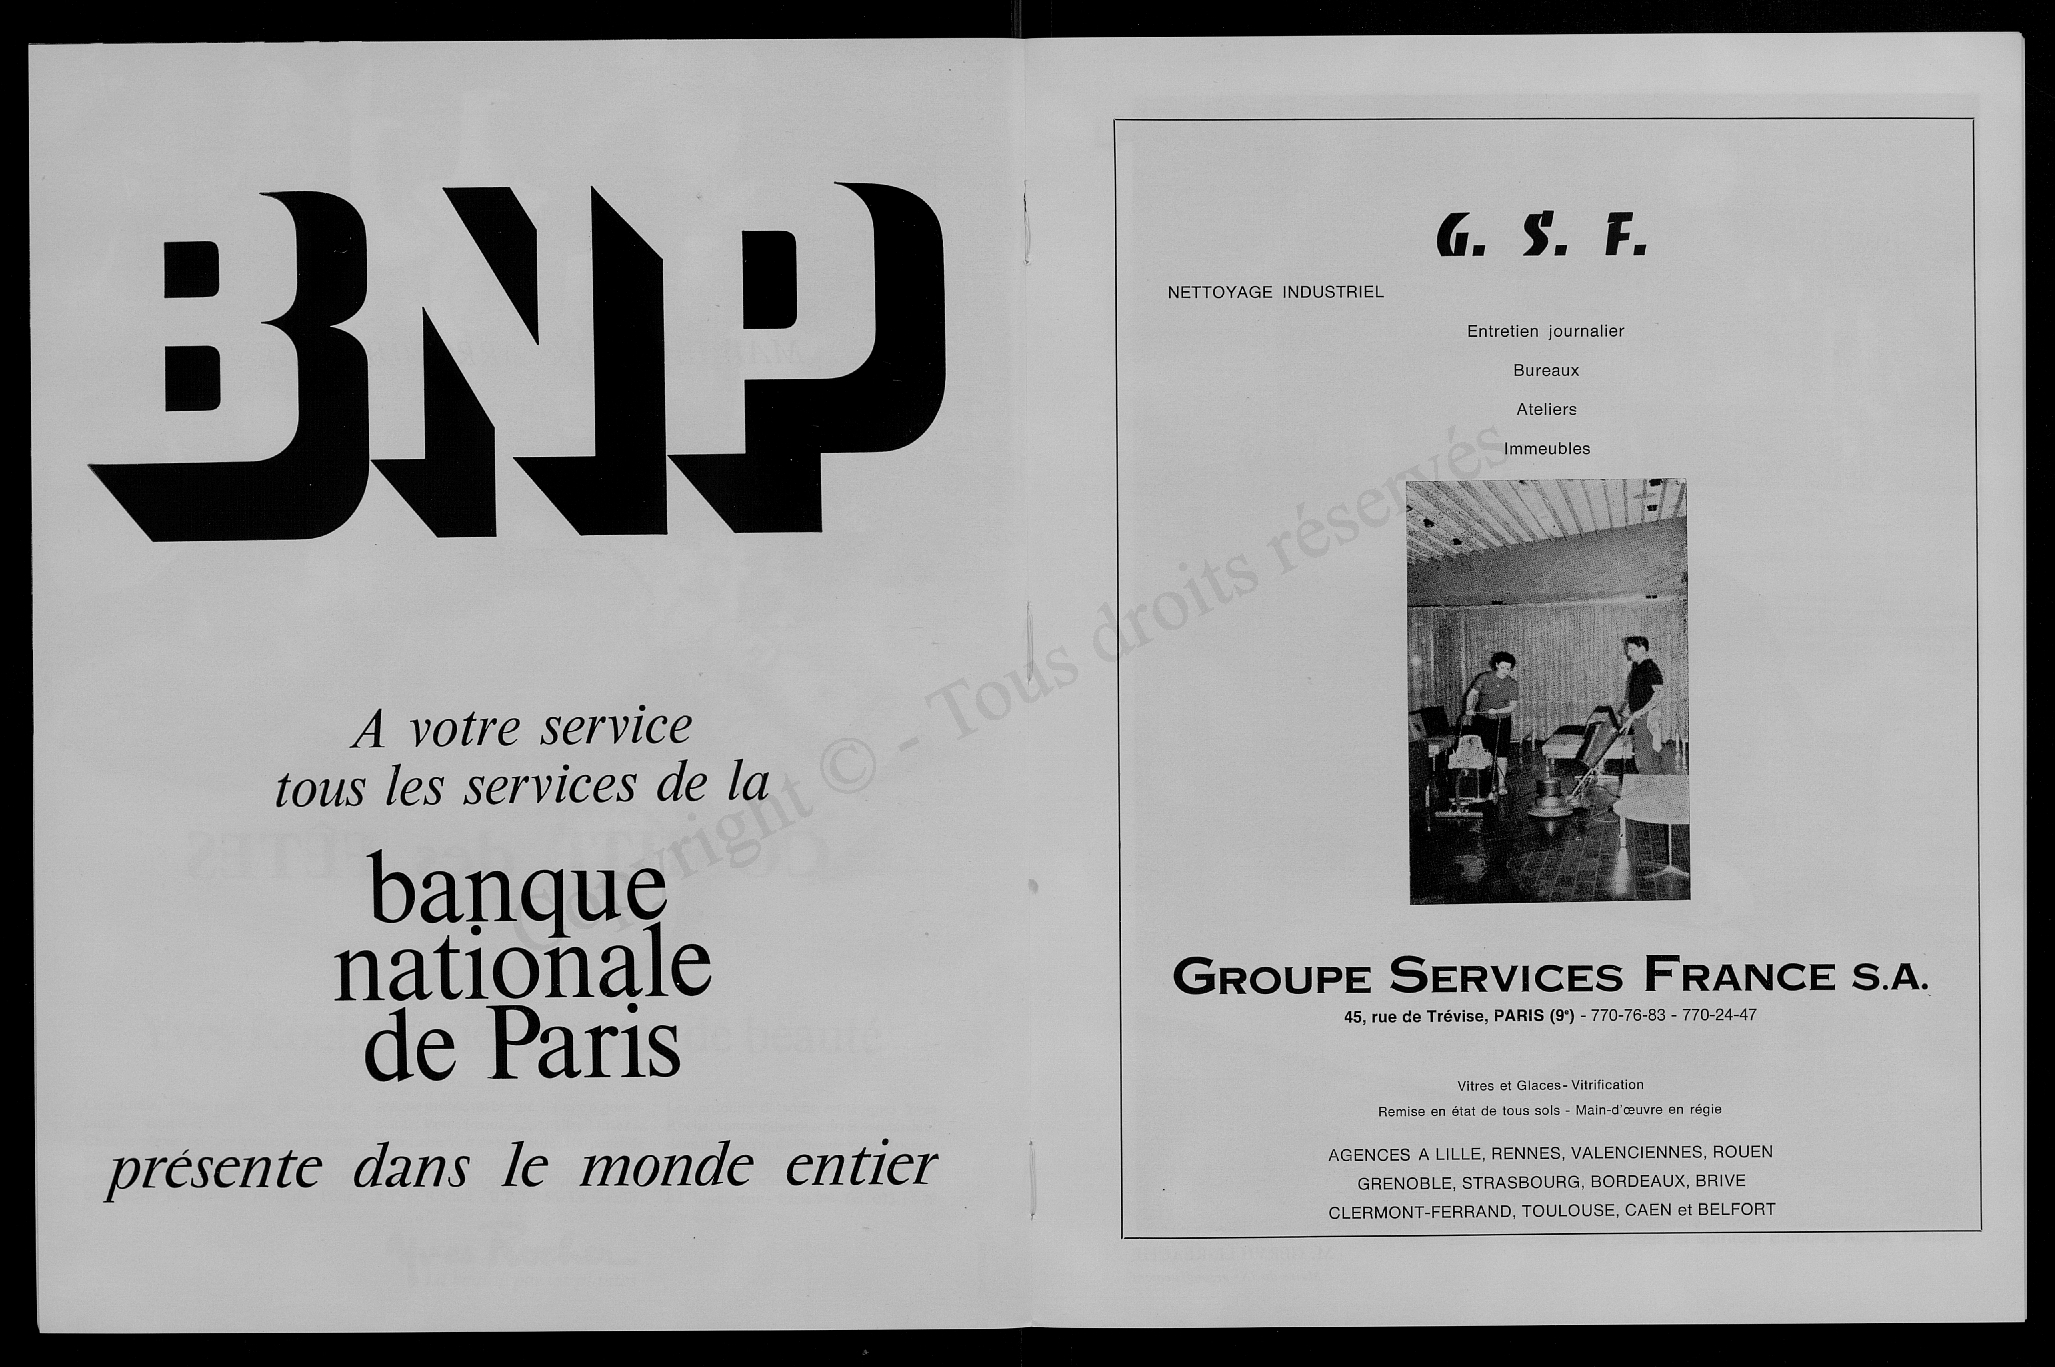 BNP
A votre service
tous les services de la
banque
nationale
de Paris
présente dans le monde entier
G. S. F.
NETTOYAGE INDUSTRIEL
Entretien journalier
Bureaux
Ateliers
Immeubles
GROUPE SERVICES FRANCE S.A.
45, rue de Trévise, PARIS (9e) - 770-76-83 - 770-24-47
Vitres et Glaces - Vitrification
Remise en état de tous sols - Main-d'œuvre en régie
AGENCES A LILLE, RENNES, VALENCIENNES, ROUEN
GRENOBLE, STRASBOURG, BORDEAUX, BRIVE
CLERMONT-FERRAND, TOULOUSE, CAEN et BELFORT
Copyright © - Tous droits réservés